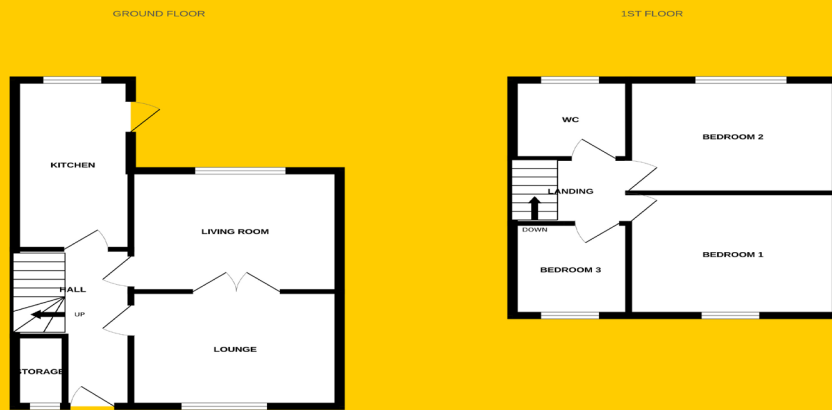 GROUND FLOOR
KITCHEN
LIVING ROOM
HALL
UP
LOUNGE
STORAGE
1ST FLOOR
WC
BEDROOM 2
LANDING
DOWN
BEDROOM 1
BEDROOM 3